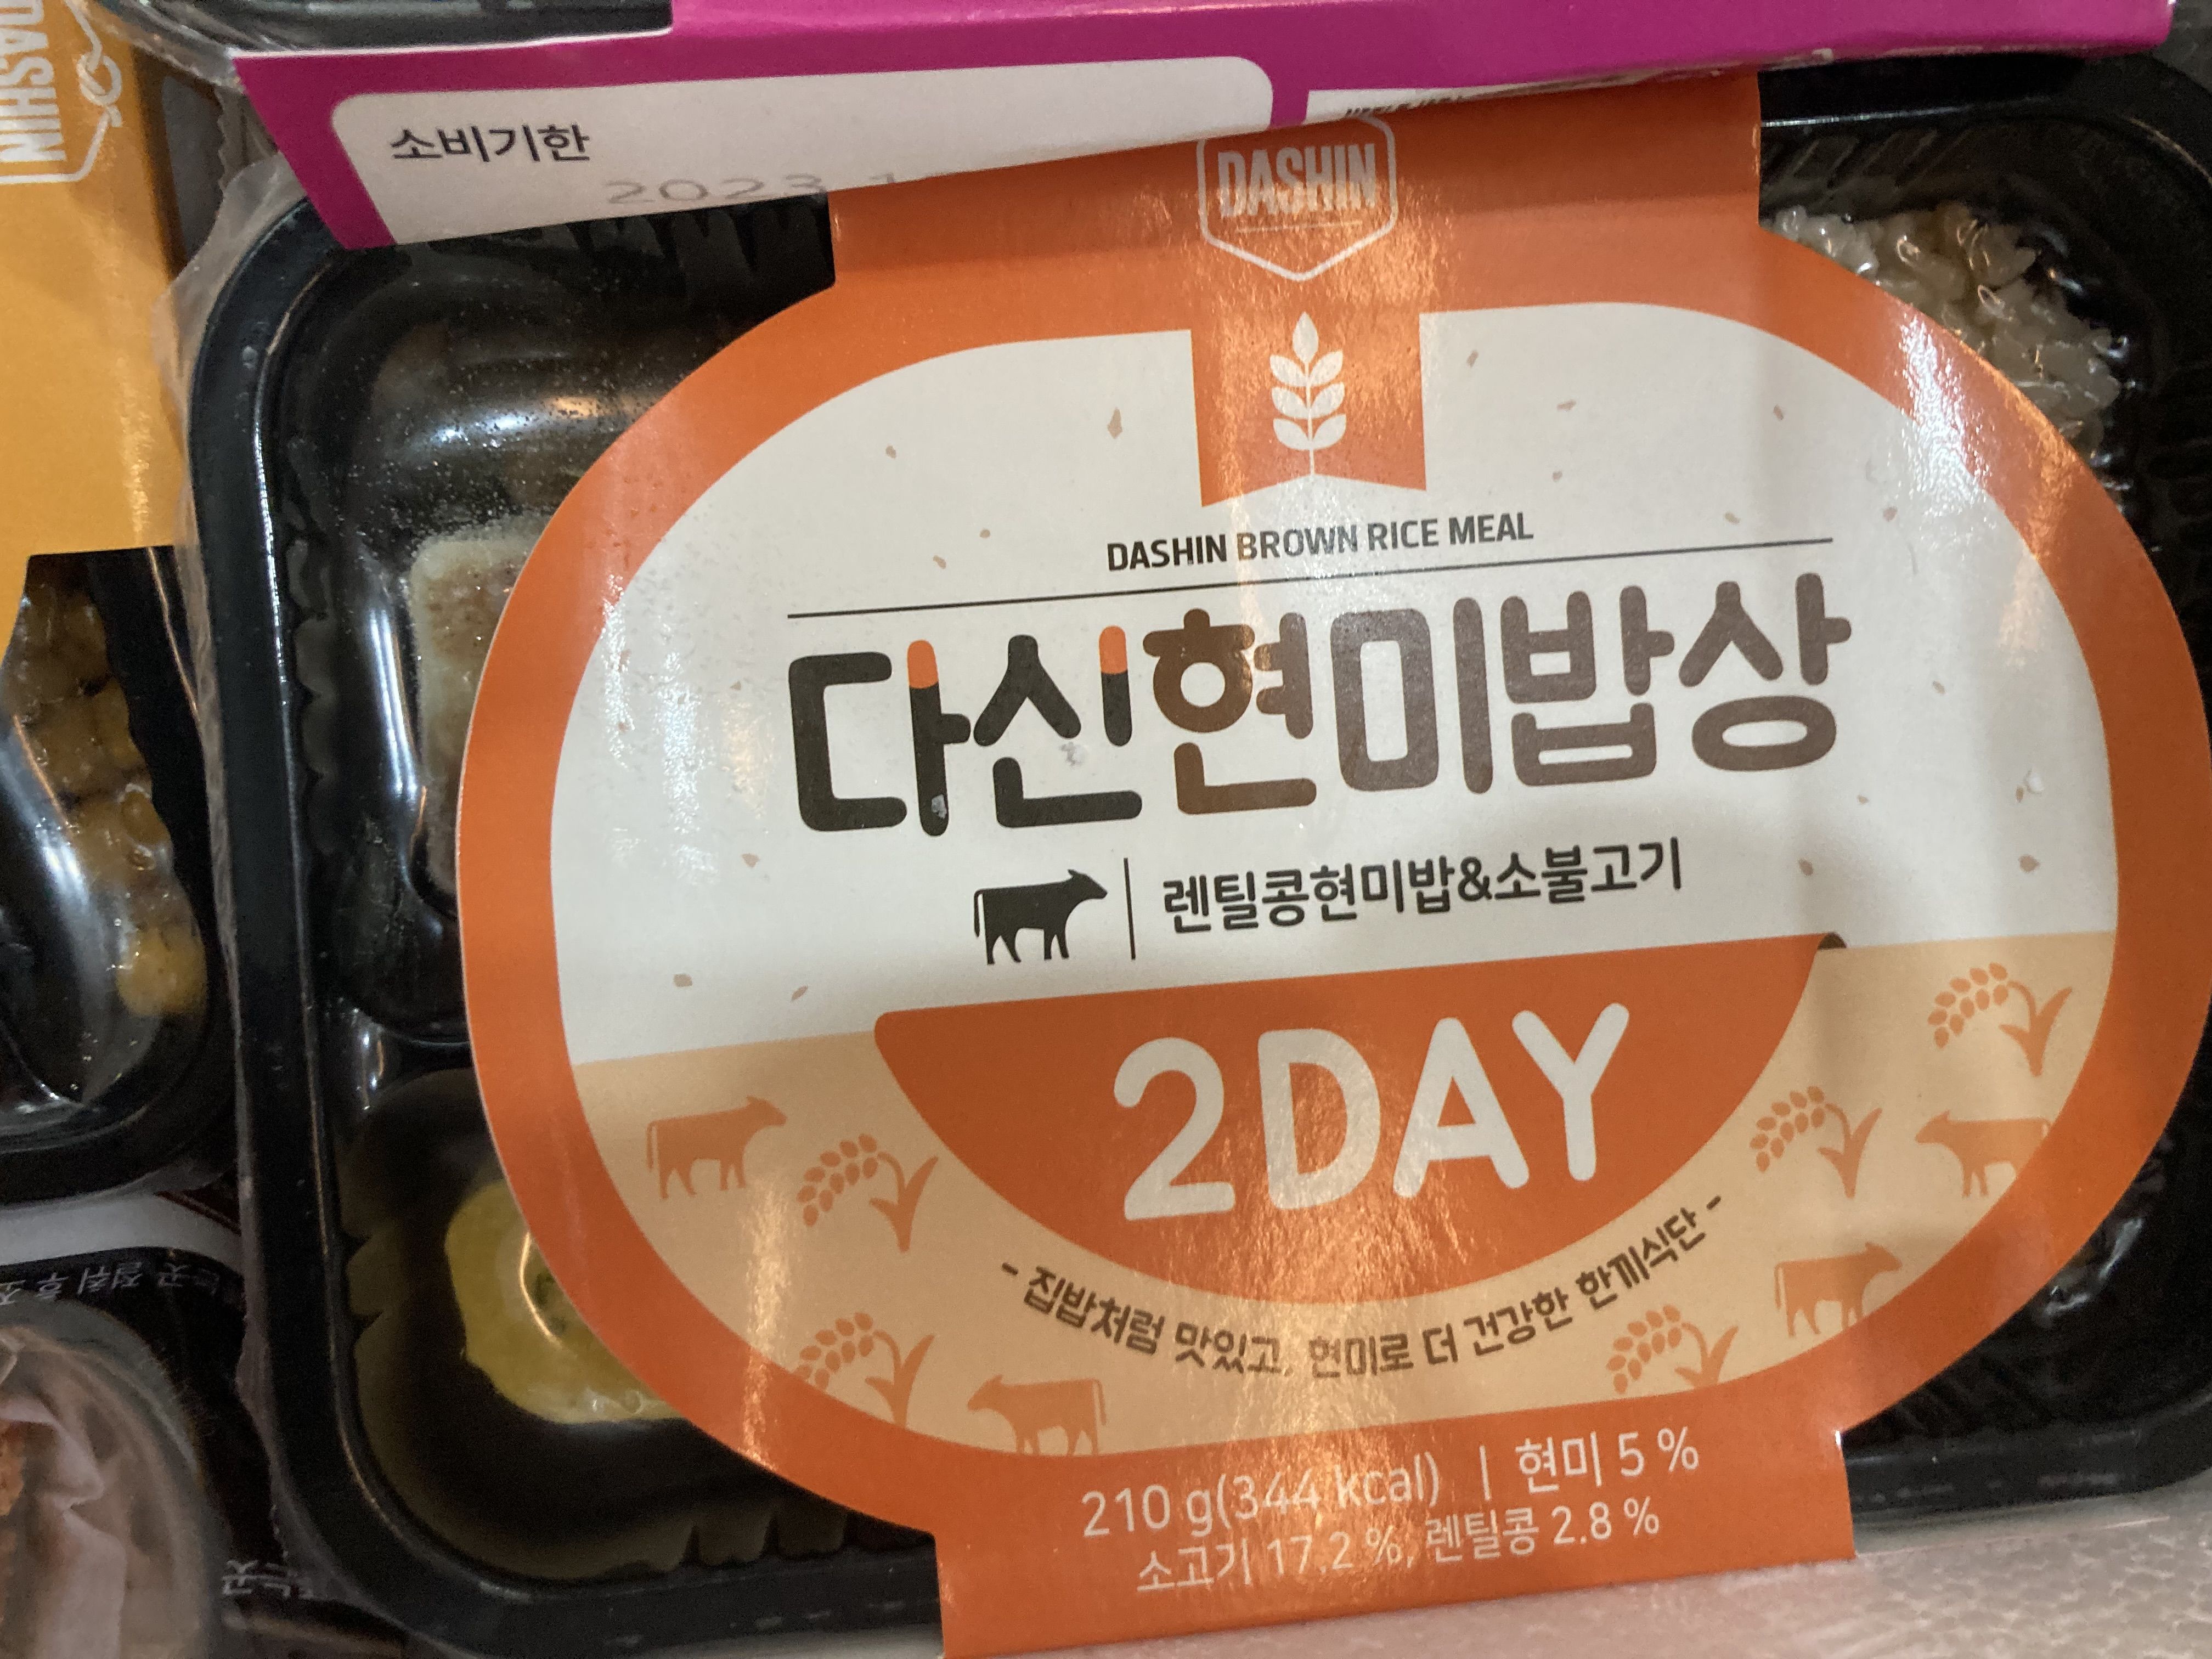 DASHIN
소비기한
2023
DASHIN
DASHIN BROWN RICE MEAL
다신현미밥상
렌틸콩현미밥&소불고기
2DAY
- 집밥처럼 맛있고, 현미로 더 건강한 한끼식단 -
210 g(344 kcal) | 현미 5 %
소고기 17.2 %, 렌틸콩 2.8 %